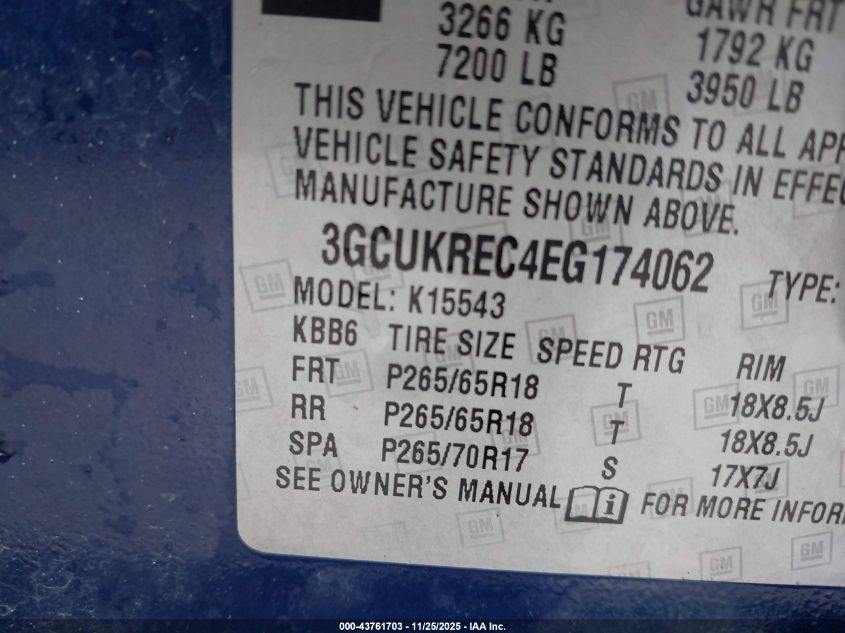 3266 KG
7200 LB
GAWR FRT
1792 KG
3950 LB
THIS VEHICLE CONFORMS TO ALL
VEHICLE SAFETY STANDARDS IN
MANUFACTURE SHOWN ABOVE.
3GCUKREC4EG174062 TYPE:
MODEL: K15543
KBB6 TIRE SIZE SPEED RTG RIM
FRT P265/65R18 T 18X8.5J
RR P265/65R18 T 18X8.5J
SPA P265/70R17 S 17X7J
SEE OWNER'S MANUAL i FOR MORE
GM
000-43761703 - 11/25/2025 - IAA Inc.